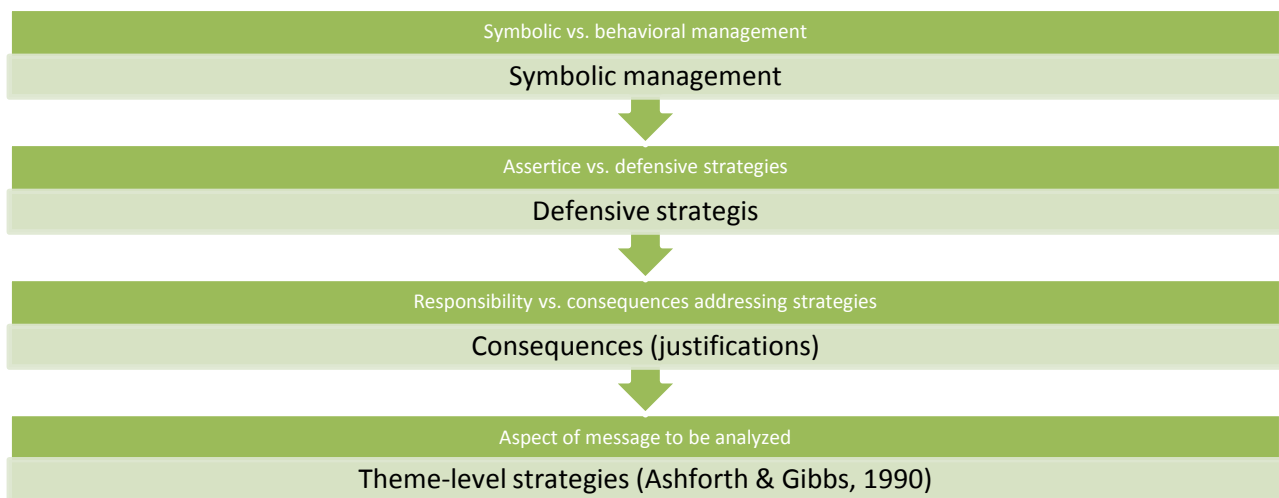 Symbolic vs. behavioral management
Symbolic management
Assertice vs. defensive strategies
Defensive strategis
Responsibility vs. consequences addressing strategies
Consequences (justifications)
Aspect of message to be analyzed
Theme-level strategies (Ashforth & Gibbs, 1990)